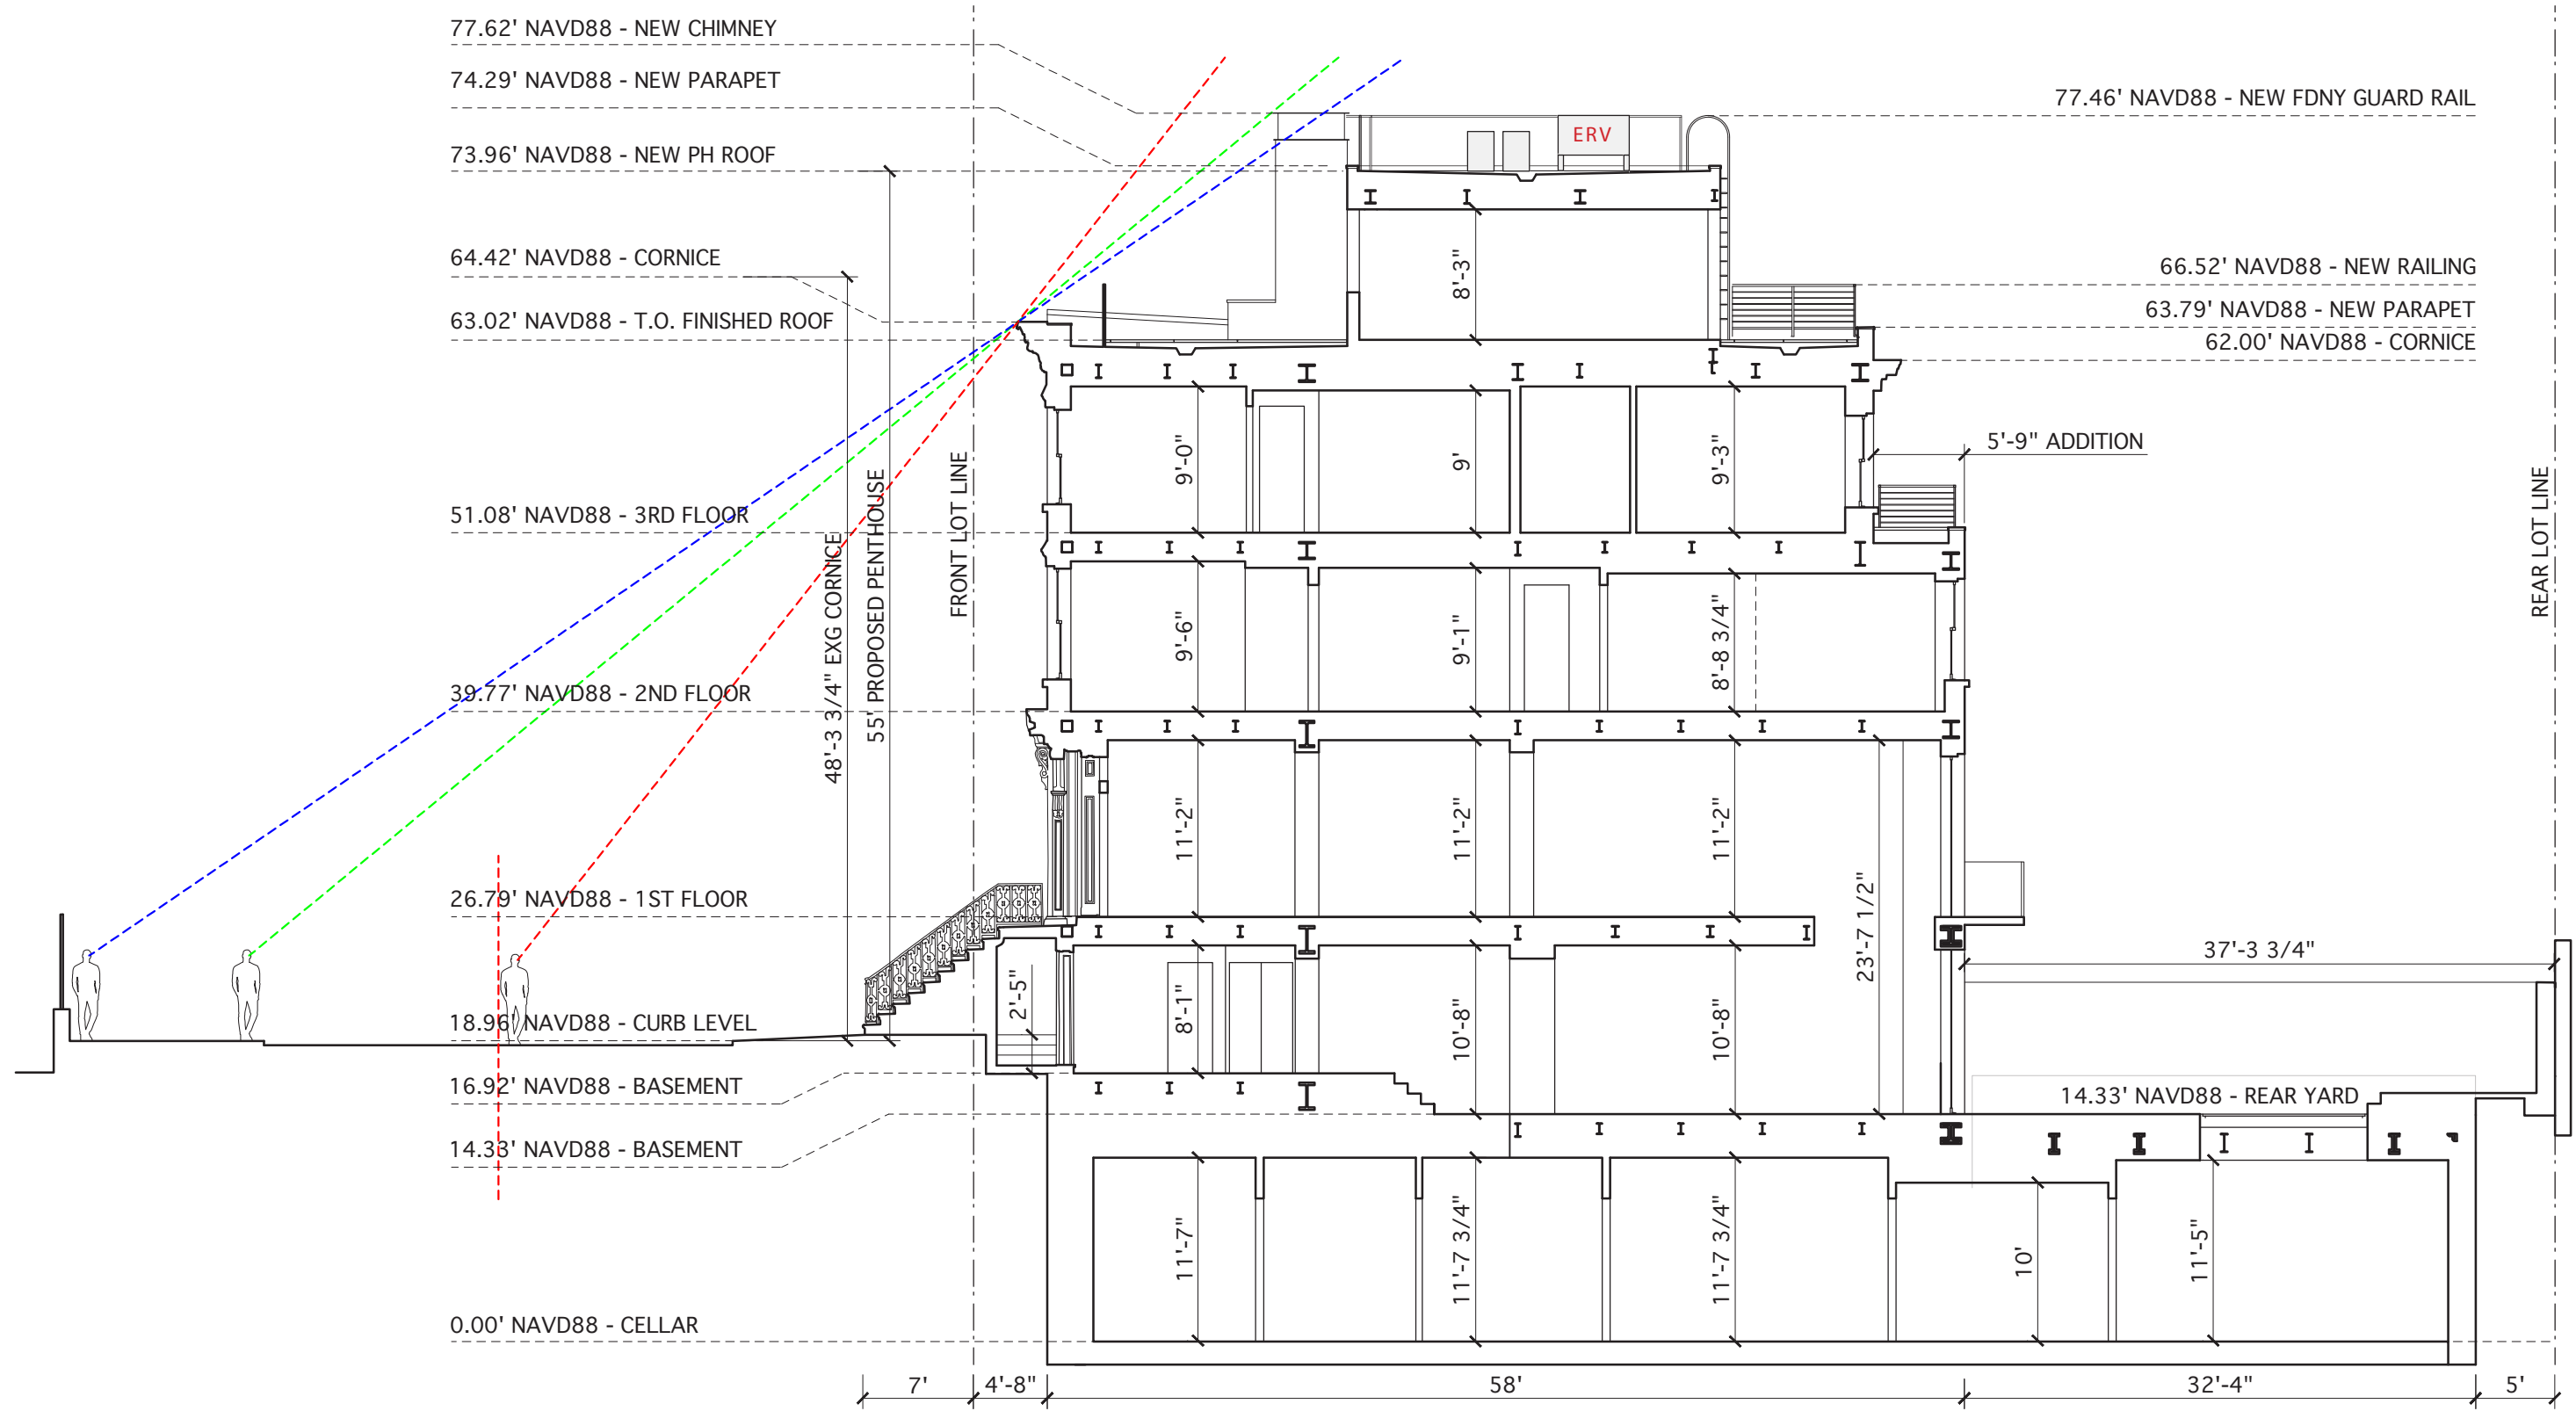 77.62' NAVD88 - NEW CHIMNEY
74.29' NAVD88 - NEW PARAPET
77.46' NAVD88 - NEW FDNY GUARD RAIL
ERV
73.96' NAVD88 - NEW PH ROOF
64.42' NAVD88 - CORNICE
8'-3"
66.52' NAVD88 - NEW RAILING
63.02' NAVD88 - T.O. FINISHED ROOF
63.79' NAVD88 - NEW PARAPET
62.00' NAVD88 - CORNICE
9'-0"
9'
9'-3"
5'-9" ADDITION
51.08' NAVD88 - 3RD FLOOR
48'-3 3/4" EXG CORNICE
55' PROPOSED PENTHOUSE
FRONT LOT LINE
REAR LOT LINE
9'-6"
9'-1"
8'-8 3/4"
39.77' NAVD88 - 2ND FLOOR
11'-2"
11'-2"
11'-2"
26.79' NAVD88 - 1ST FLOOR
23'-7 1/2"
37'-3 3/4"
18.96' NAVD88 - CURB LEVEL
2'-5"
8'-1"
10'-8"
10'-8"
16.92' NAVD88 - BASEMENT
14.33' NAVD88 - REAR YARD
14.33' NAVD88 - BASEMENT
11'-7"
11'-7 3/4"
11'-7 3/4"
10'
11'-5"
0.00' NAVD88 - CELLAR
7'
4'-8"
58'
32'-4"
5'